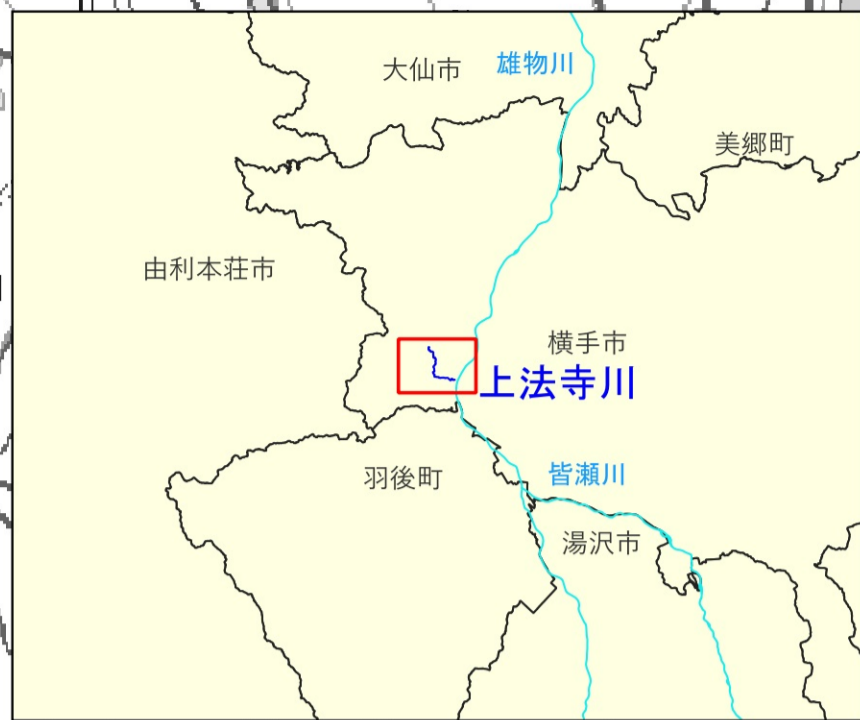 大仙市
雄物川
美郷町
由利本荘市
横手市
上法寺川
羽後町
皆瀬川
湯沢市